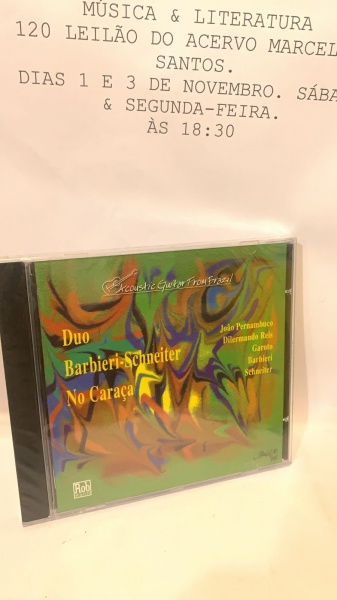 MÚSICA & LITERATURA
120 LEILÃO DO ACERVO MARCEL
SANTOS.
DIAS 1 E 3 DE NOVEMBRO. SÁBA
& SEGUNDA-FEIRA.
ÀS 18:30
Acoustic Guitar From Brazil
Duo
Barbieri-Schneiter
No Caraça
João Pernambuco
Dilermando Reis
Garoto
Barbieri
Schneiter
Rob